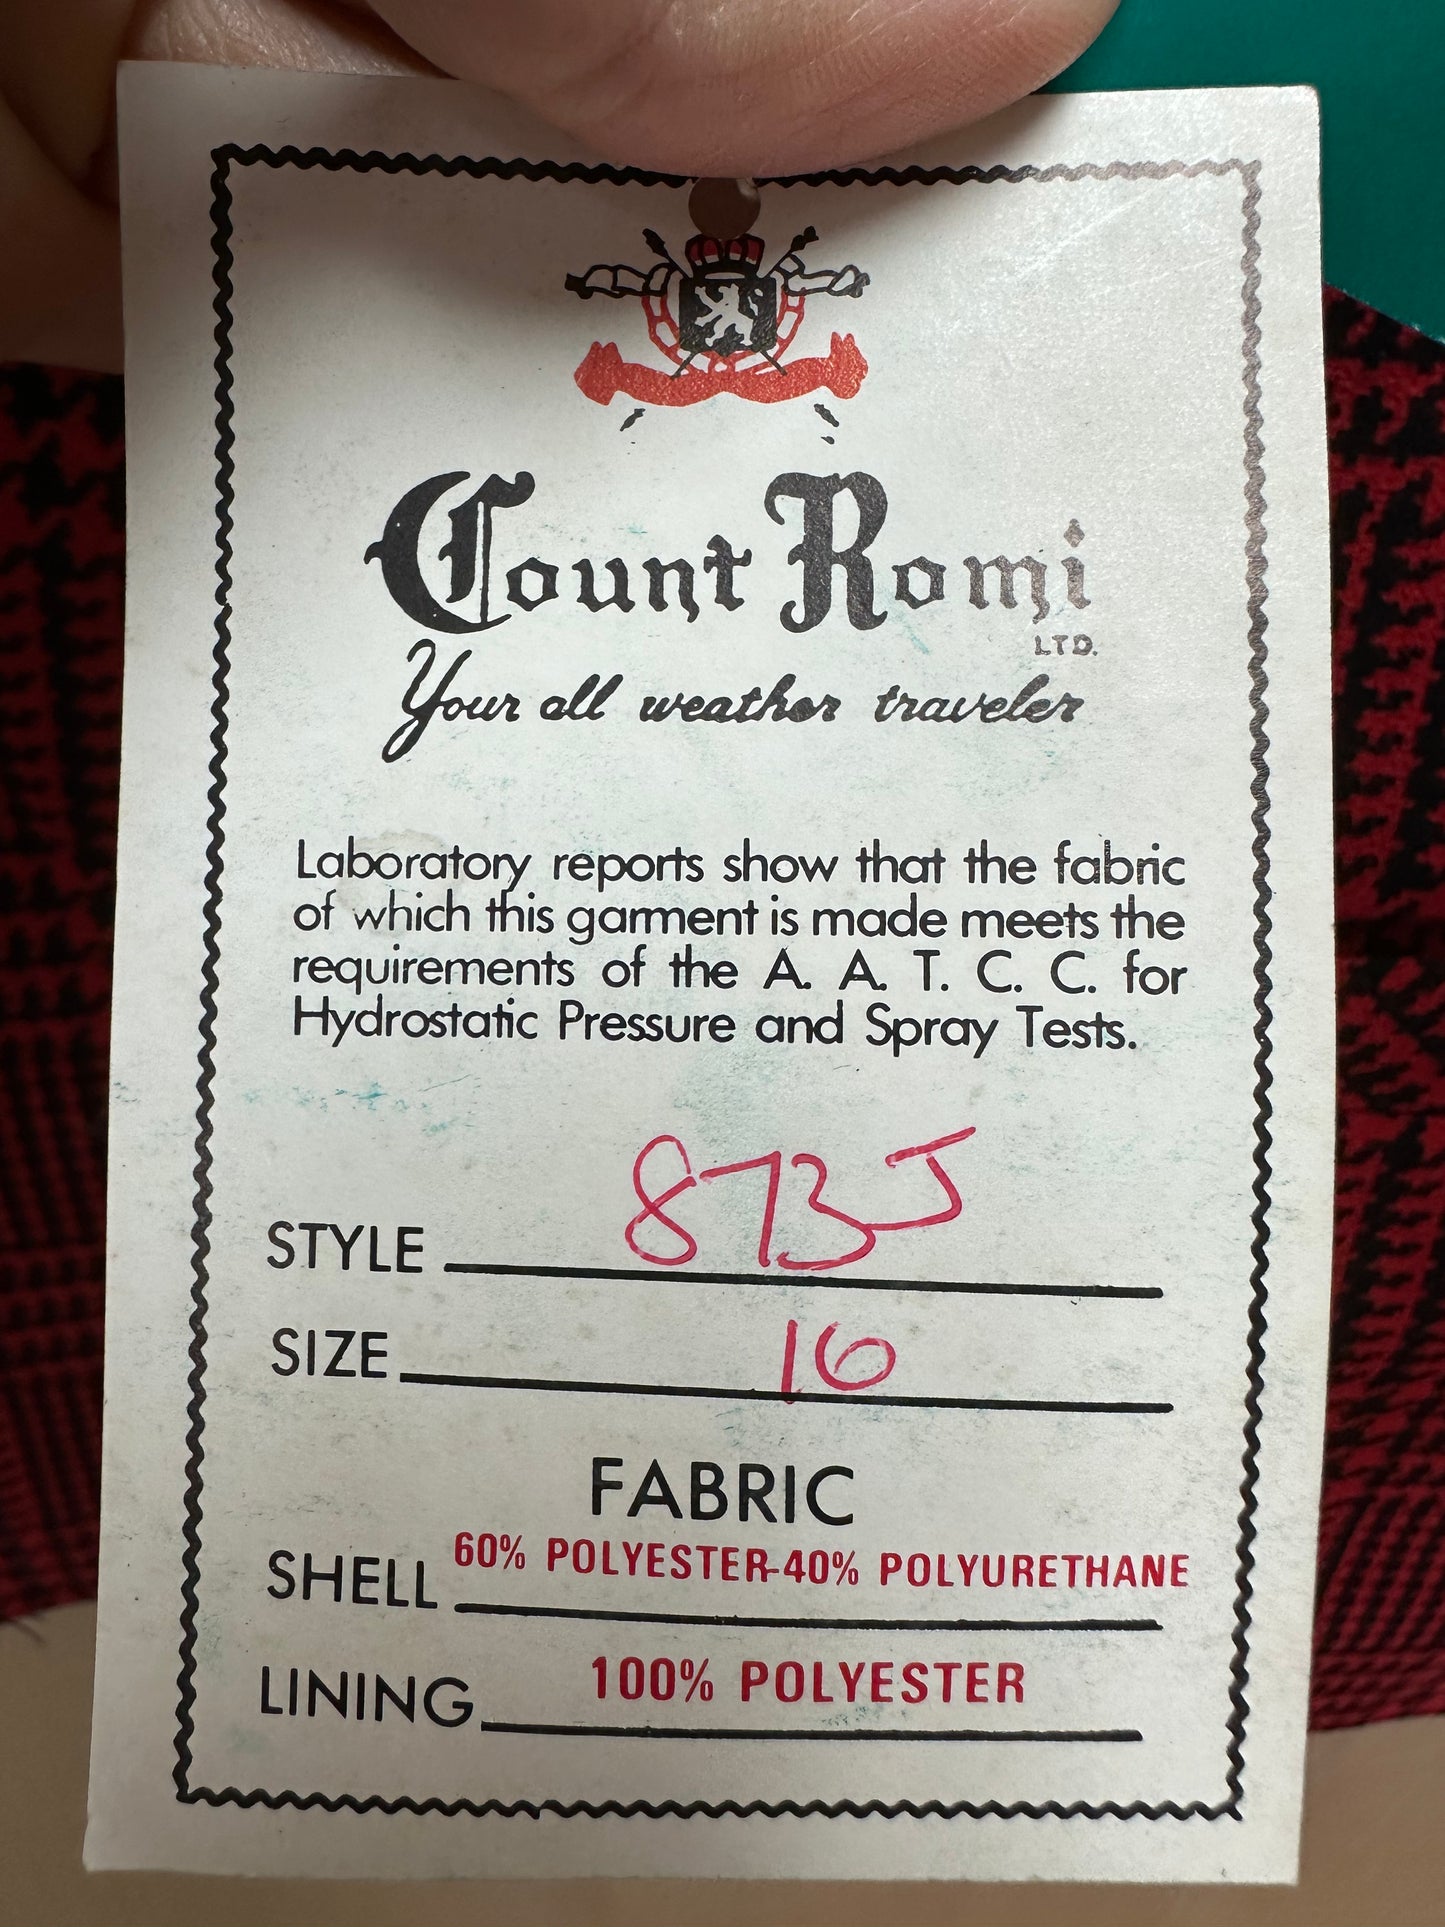 Count Romi
LTD.
Your all weather traveler
Laboratory reports show that the fabric
of which this garment is made meets the
requirements of the A. A. T. C. C. for
Hydrostatic Pressure and Spray Tests.
STYLE 873J
SIZE 16
FABRIC
SHELL 60% POLYESTER-40% POLYURETHANE
LINING 100% POLYESTER